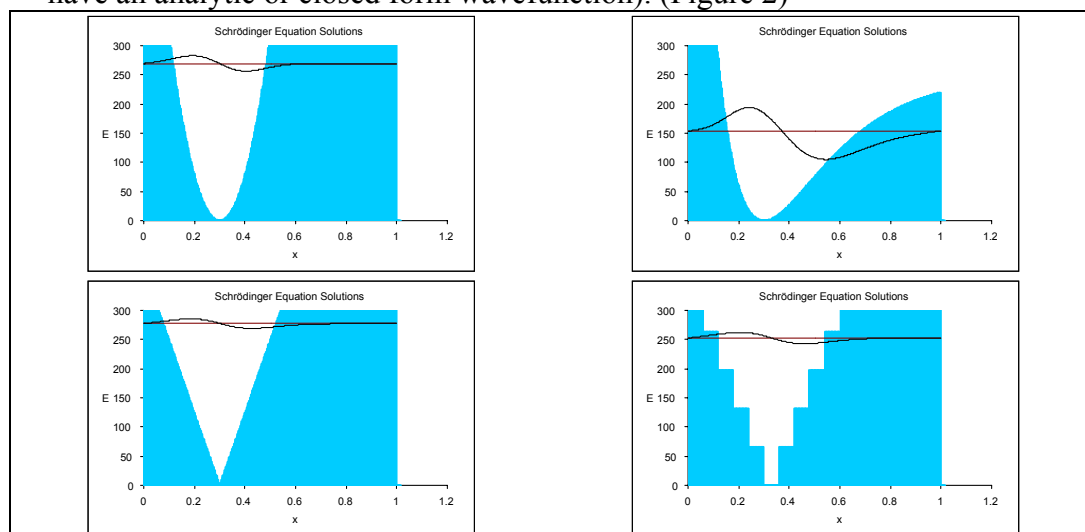 have an analytic or closed form wavefunction). (Figure 2)
Schrödinger Equation Solutions
300
250
200
E 150
100
50
0
0 0.2 0.4 0.6 0.8 1 1.2
x
Schrödinger Equation Solutions
300
250
200
E 150
100
50
0
0 0.2 0.4 0.6 0.8 1 1.2
x
Schrödinger Equation Solutions
300
250
200
E 150
100
50
0
0 0.2 0.4 0.6 0.8 1 1.2
x
Schrödinger Equation Solutions
300
250
200
E 150
100
50
0
0 0.2 0.4 0.6 0.8 1 1.2
x